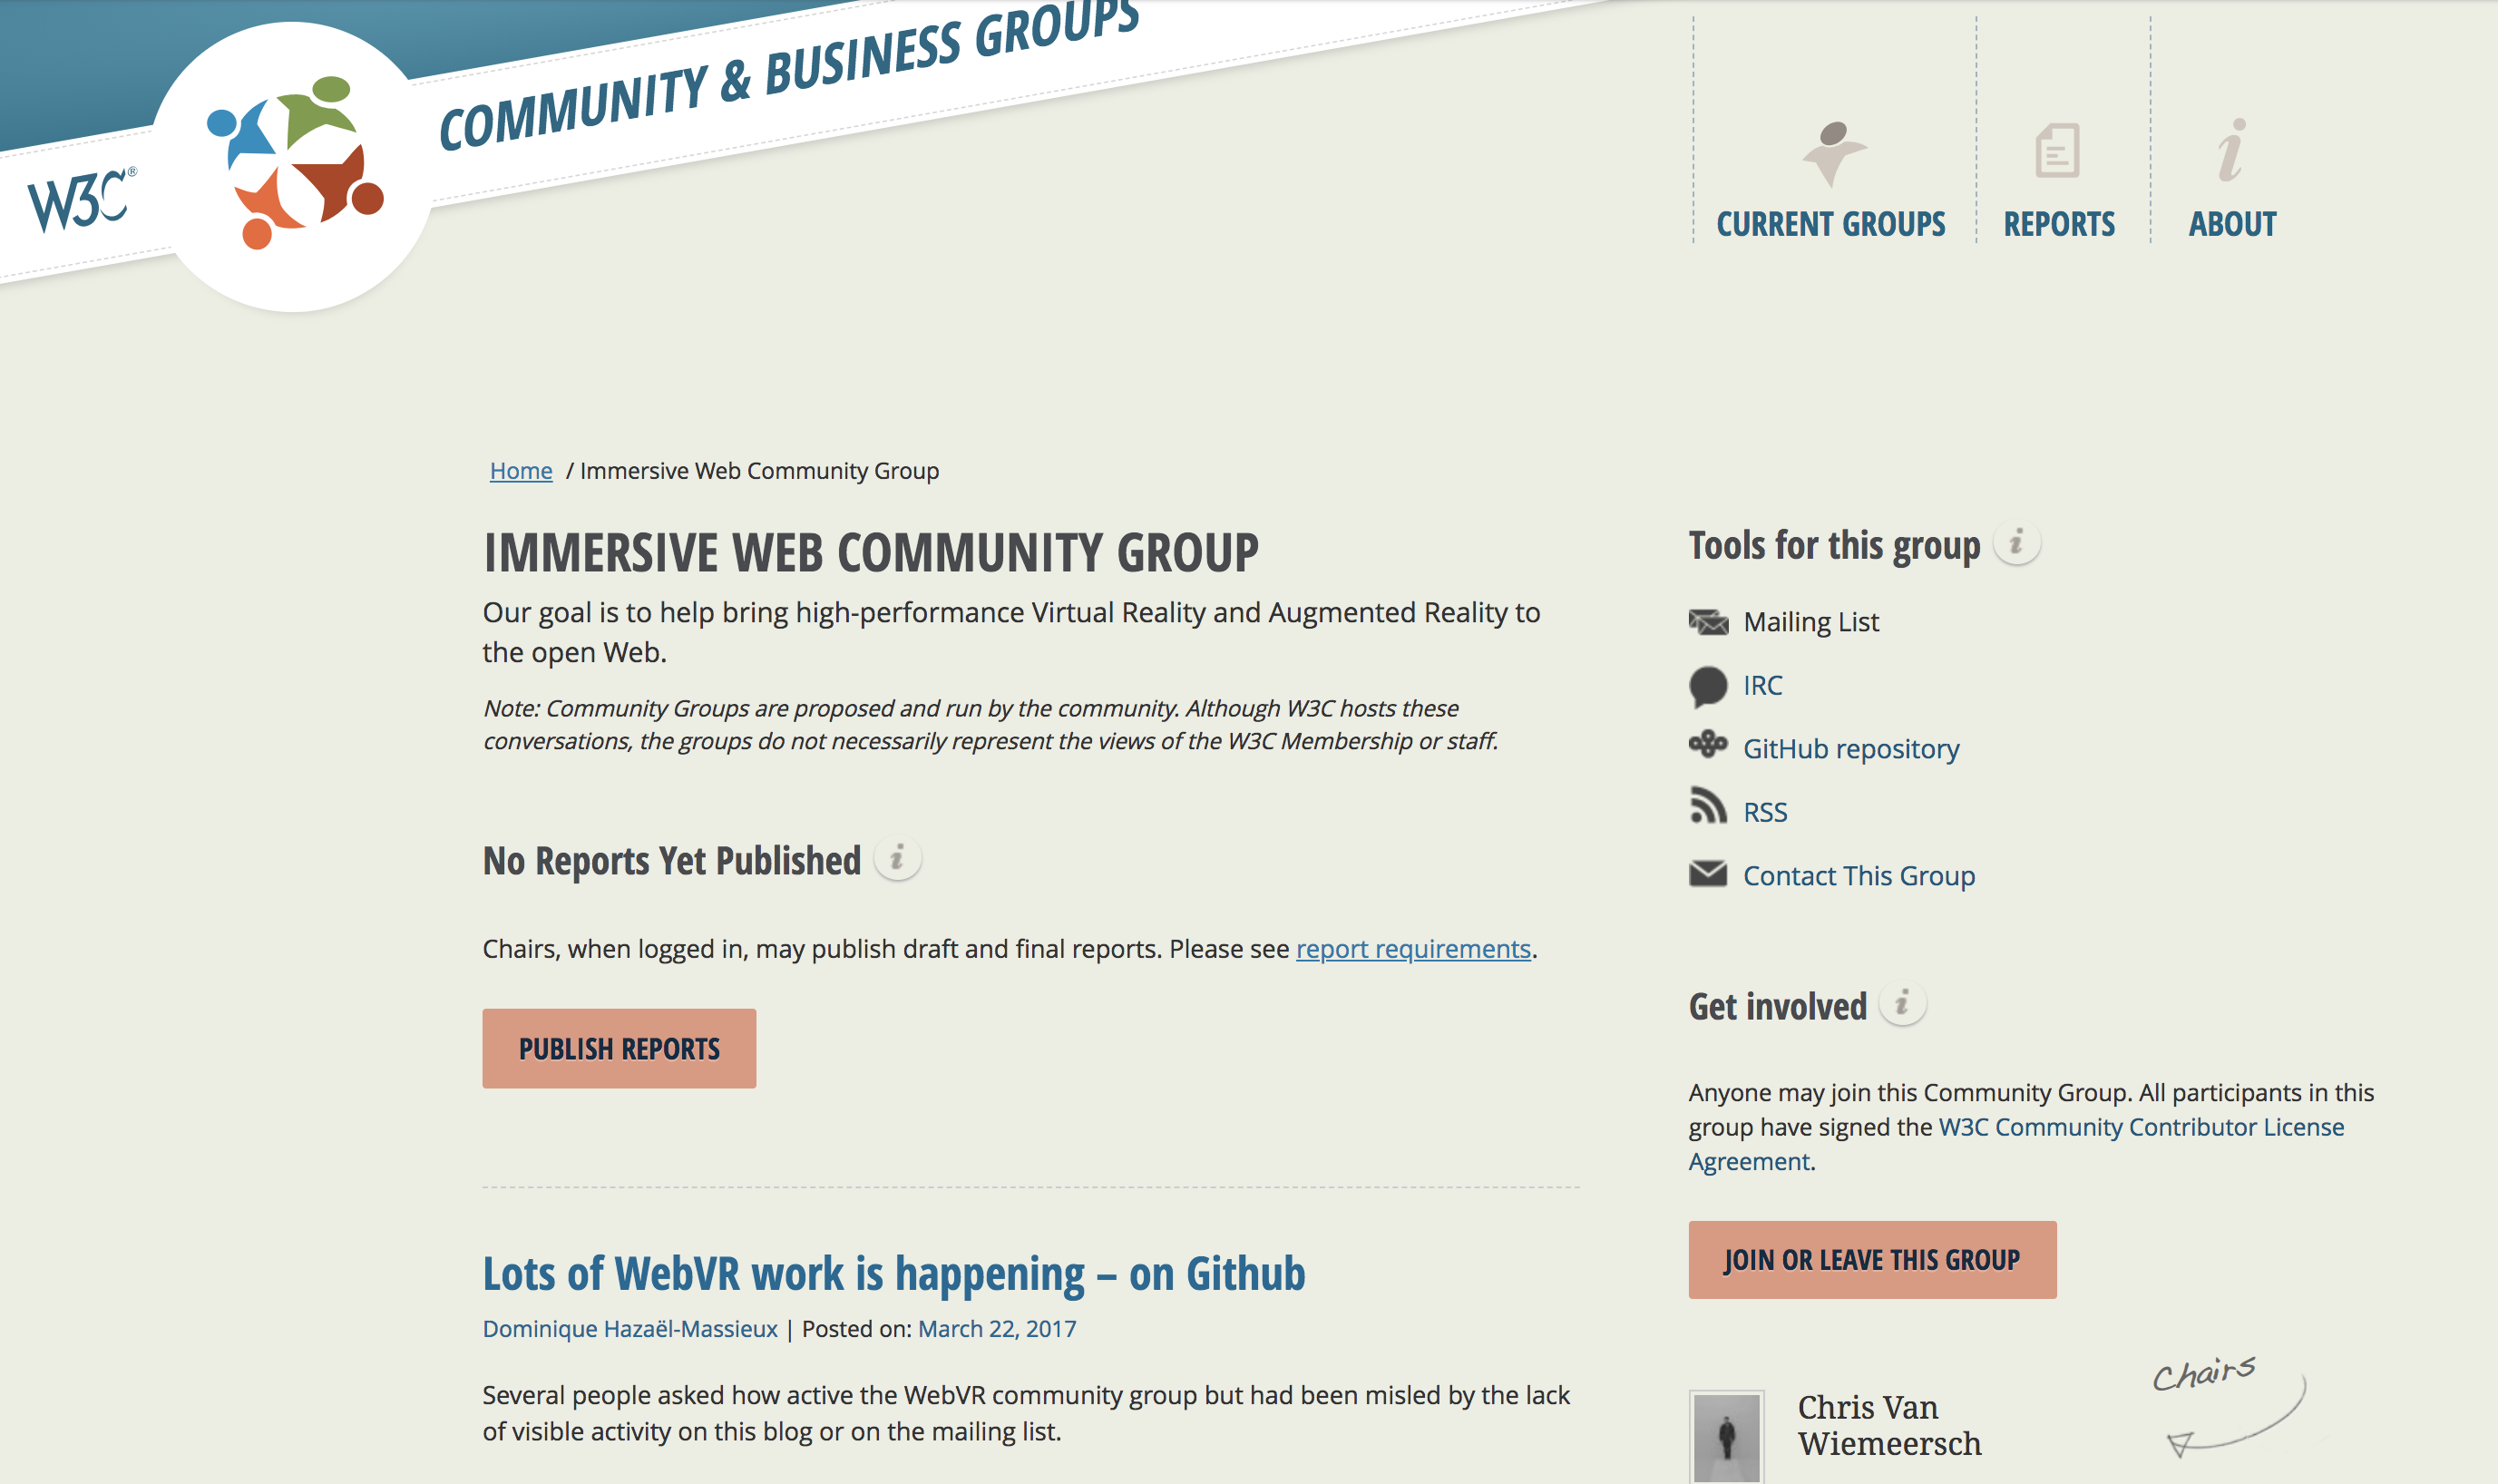 COMMUNITY & BUSINESS GROUPS
W3C®
CURRENT GROUPS
REPORTS
ABOUT
Home / Immersive Web Community Group
IMMERSIVE WEB COMMUNITY GROUP
Our goal is to help bring high-performance Virtual Reality and Augmented Reality to
the open Web.
Note: Community Groups are proposed and run by the community. Although W3C hosts these
conversations, the groups do not necessarily represent the views of the W3C Membership or staff.
No Reports Yet Published i
Chairs, when logged in, may publish draft and final reports. Please see report requirements.
PUBLISH REPORTS
Lots of WebVR work is happening – on Github
Dominique Hazaël-Massieux | Posted on: March 22, 2017
Several people asked how active the WebVR community group but had been misled by the lack
of visible activity on this blog or on the mailing list.
Tools for this group i
Mailing List
IRC
GitHub repository
RSS
Contact This Group
Get involved i
Anyone may join this Community Group. All participants in this
group have signed the W3C Community Contributor License
Agreement.
JOIN OR LEAVE THIS GROUP
Chairs
Chris Van
Wiemeersch